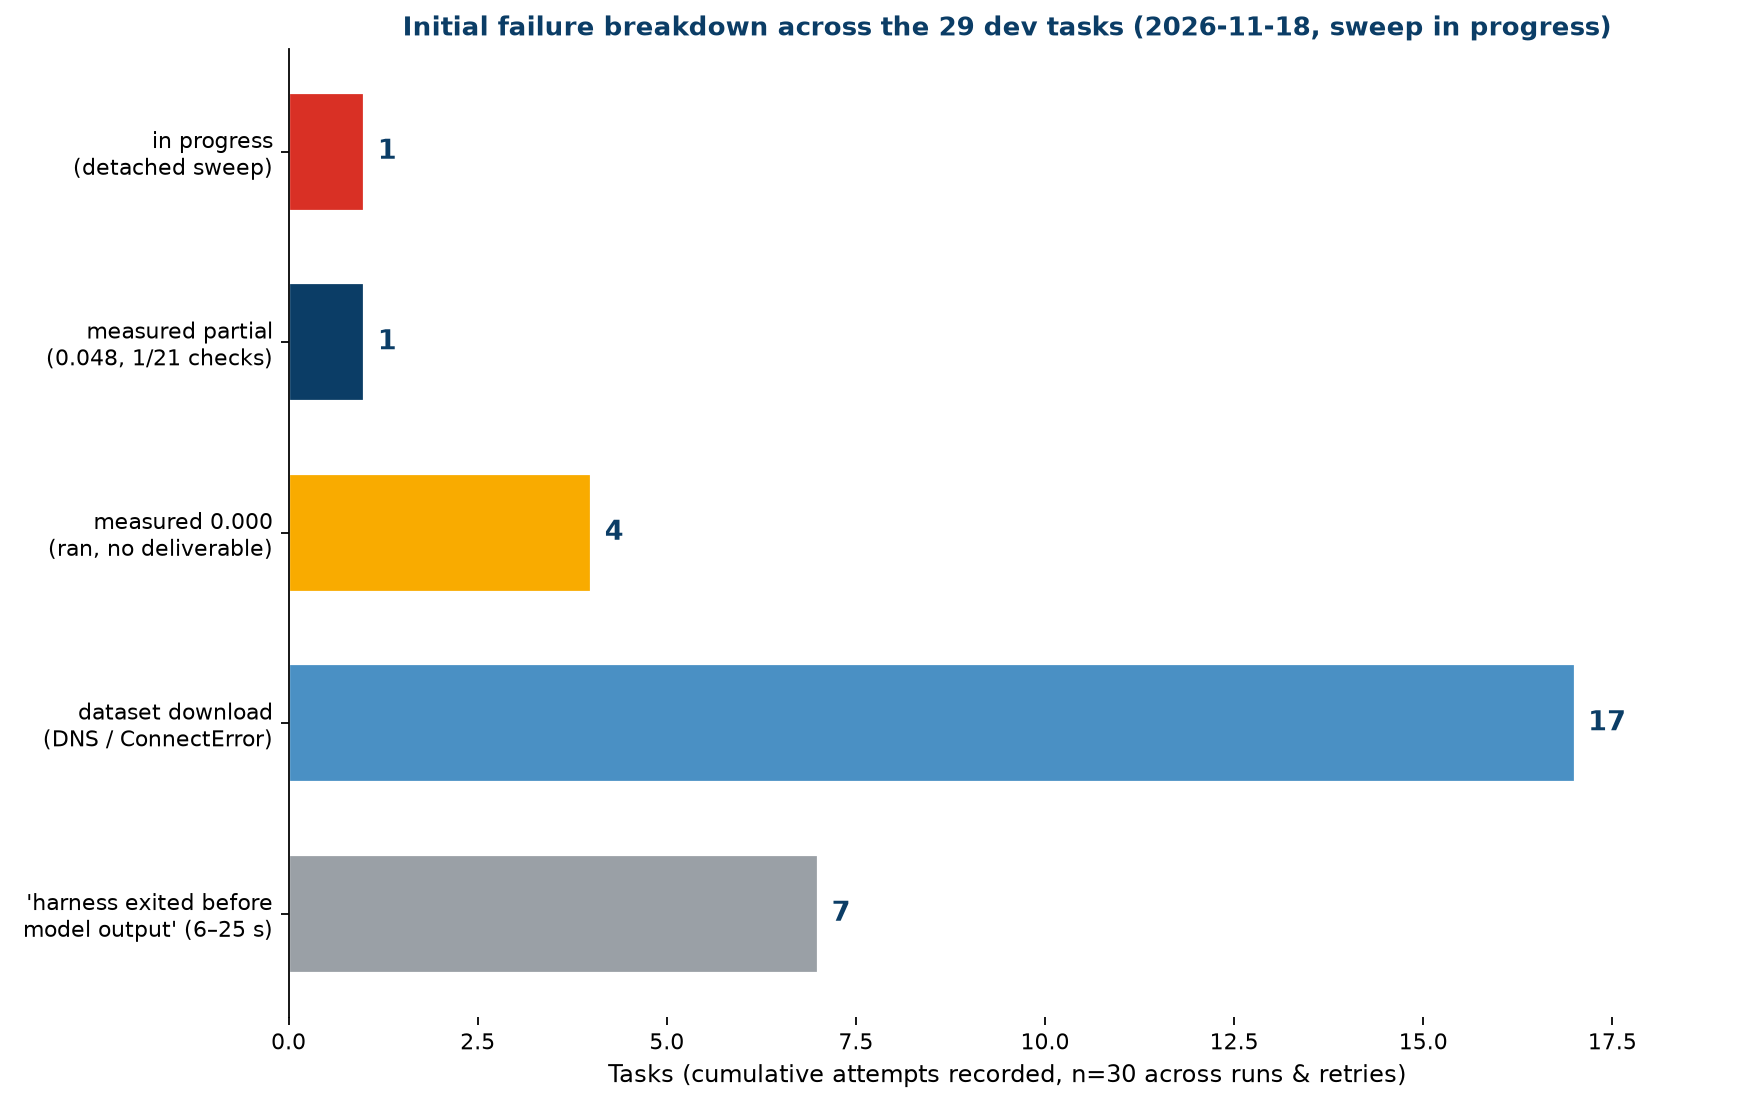 Initial failure breakdown across the 29 dev tasks (2026-11-18, sweep in progress)
in progress
(detached sweep)
1
measured partial
(0.048, 1/21 checks)
1
measured 0.000
(ran, no deliverable)
4
dataset download
(DNS / ConnectError)
17
'harness exited before
model output' (6–25 s)
7
0.0 2.5 5.0 7.5 10.0 12.5 15.0 17.5
Tasks (cumulative attempts recorded, n=30 across runs & retries)